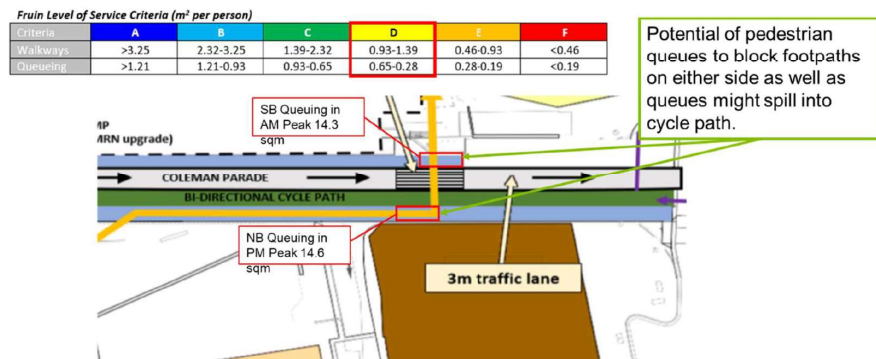 Fruin Level of Service Criteria (m² per person)
Criteria A B C D E F
Walkways >3.25 2.32-3.25 1.39-2.32 0.93-1.39 0.46-0.93 <0.46
Queueing >1.21 1.21-0.93 0.93-0.65 0.65-0.28 0.28-0.19 <0.19
Potential of pedestrian
queues to block footpaths
on either side as well as
queues might spill into
cycle path.
SB Queuing in
AM Peak 14.3
sqm
MP
MRN upgrade)
COLEMAN PARADE
BI-DIRECTIONAL CYCLE PATH
NB Queuing in
PM Peak 14.6
sqm
3m traffic lane